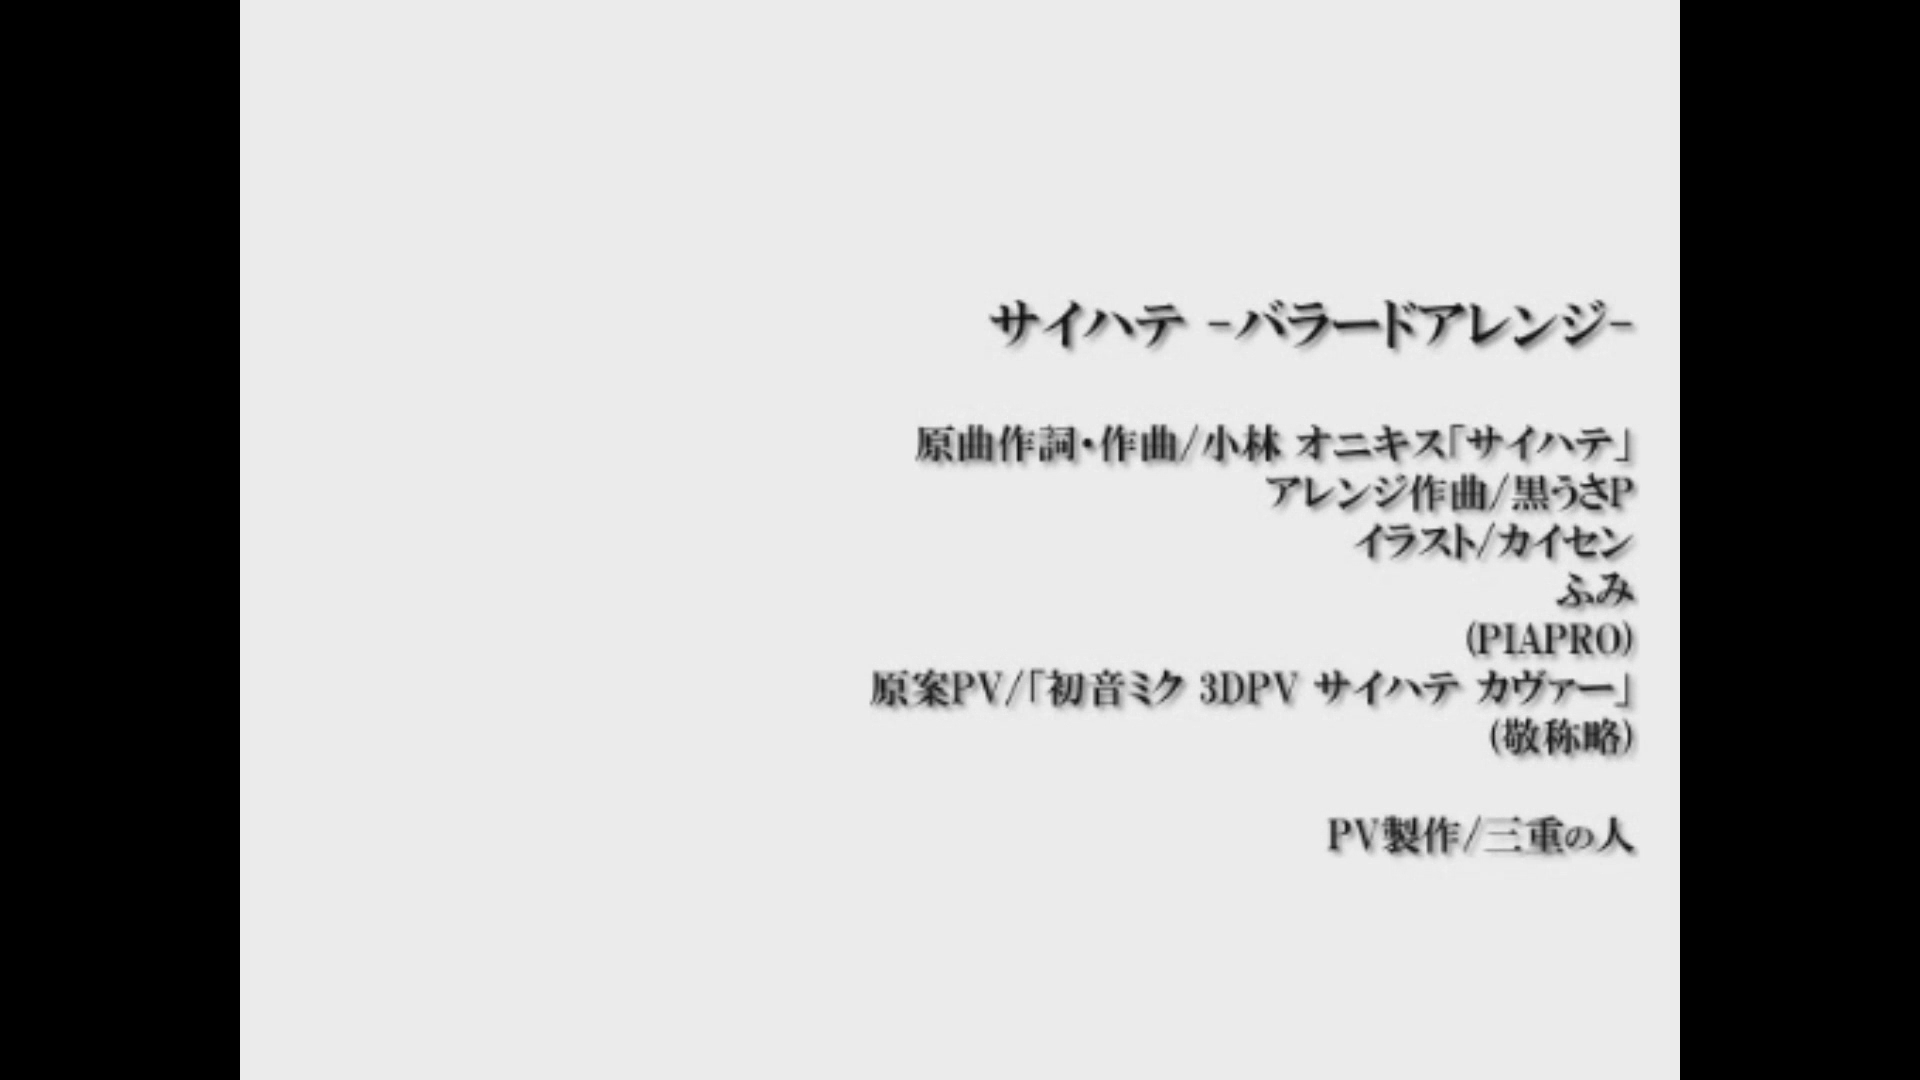 サイハテ -バラードアレンジ-
原曲作詞・作曲/小林 オニキス「サイハテ」
アレンジ作曲/黒うさP
イラスト/カイセン
ふみ
(PIAPRO)
原案PV/「初音ミク 3DPV サイハテ カヴァー」
(敬称略)
PV製作/三重の人